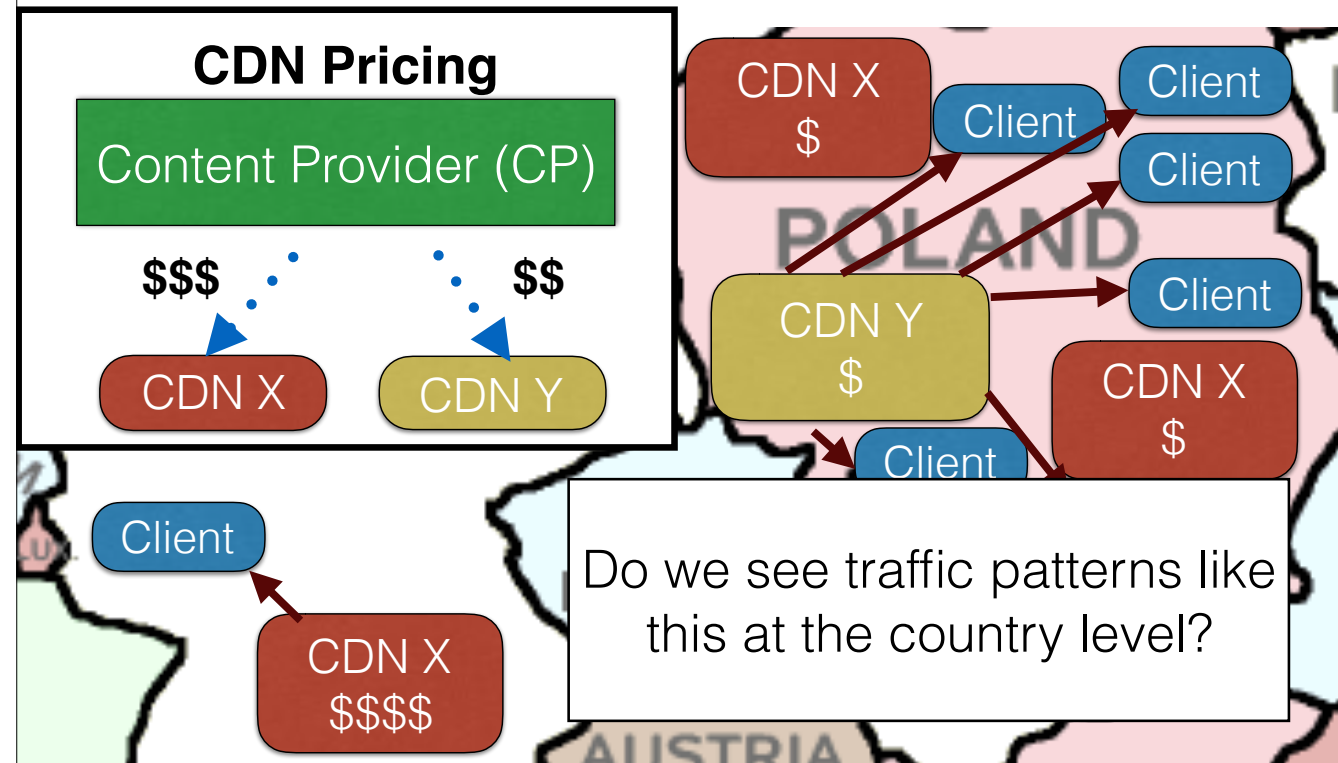 CDN Pricing
Content Provider (CP)
$$$
$$
CDN X
CDN Y
CDN X
$
Client
Client
Client
POLAND
Client
CDN Y
$
CDN X
$
Client
Client
CDN X
$$$$
Do we see traffic patterns like
this at the country level?
LUX.
AUSTRIA